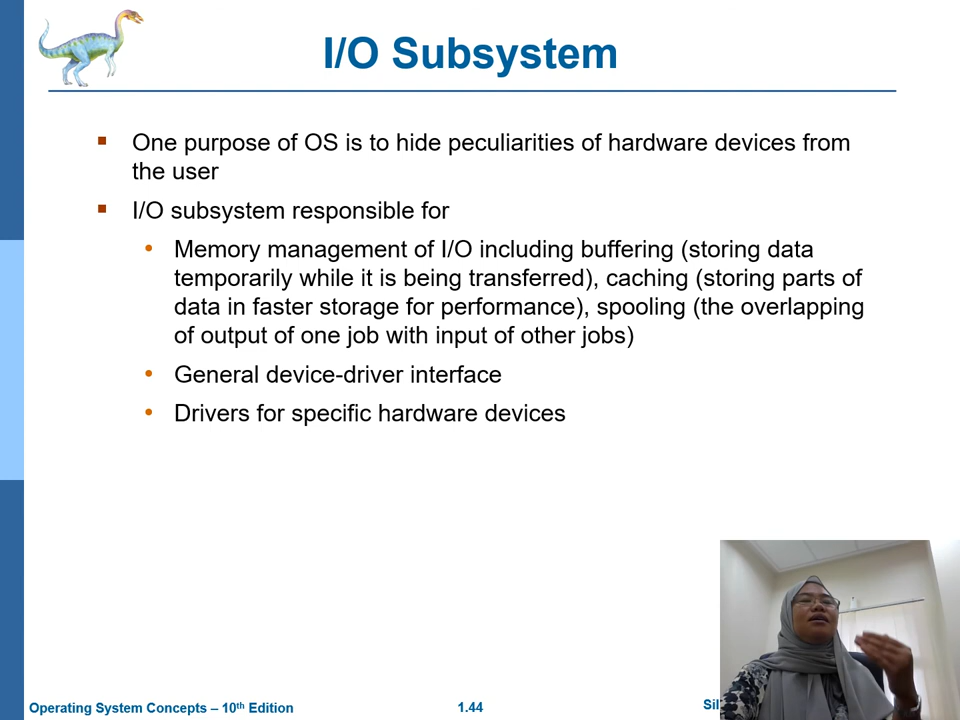 I/O Subsystem
One purpose of OS is to hide peculiarities of hardware devices from
the user
I/O subsystem responsible for
Memory management of I/O including buffering (storing data
temporarily while it is being transferred), caching (storing parts of
data in faster storage for performance), spooling (the overlapping
of output of one job with input of other jobs)
General device-driver interface
Drivers for specific hardware devices
Operating System Concepts – 10th Edition
1.44